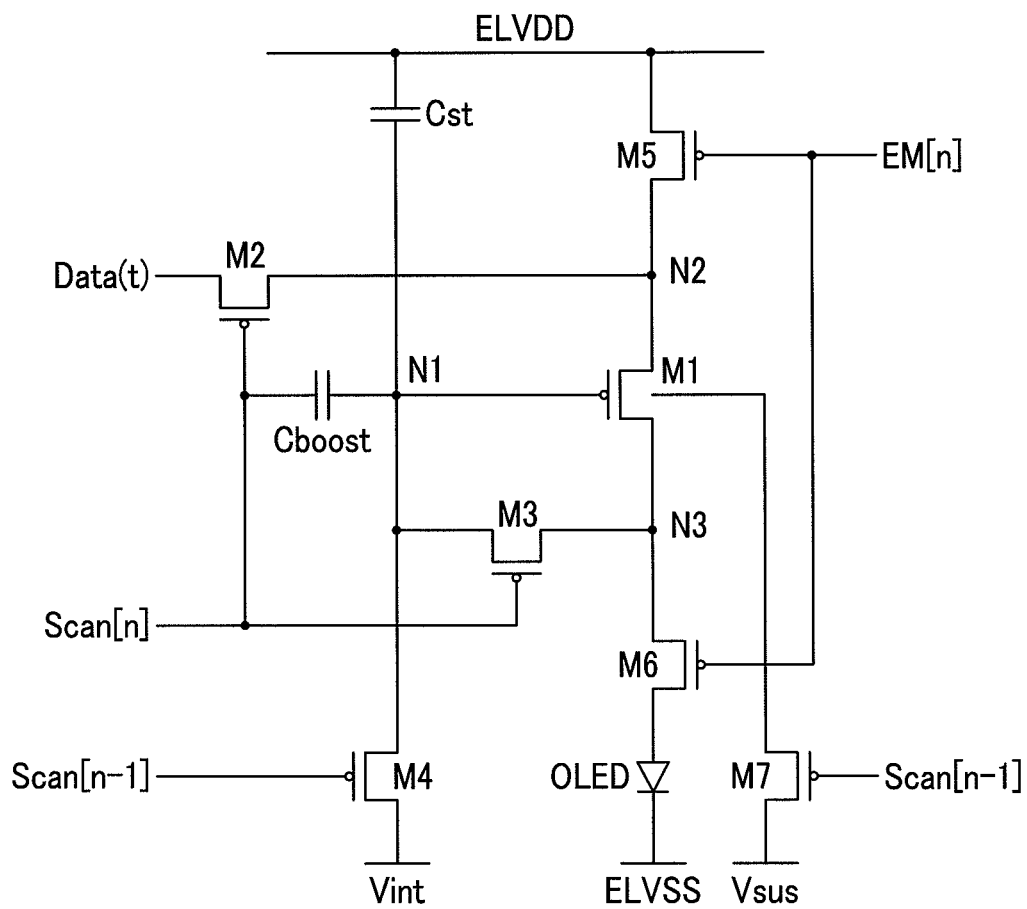 ELVDD
Cst
M5
EM[n]
M2
Data(t)
N2
N1
M1
Cboost
M3
N3
Scan[n]
M6
Scan[n-1]
M4
OLED
M7
Scan[n-1]
Vint
ELVSS
Vsus